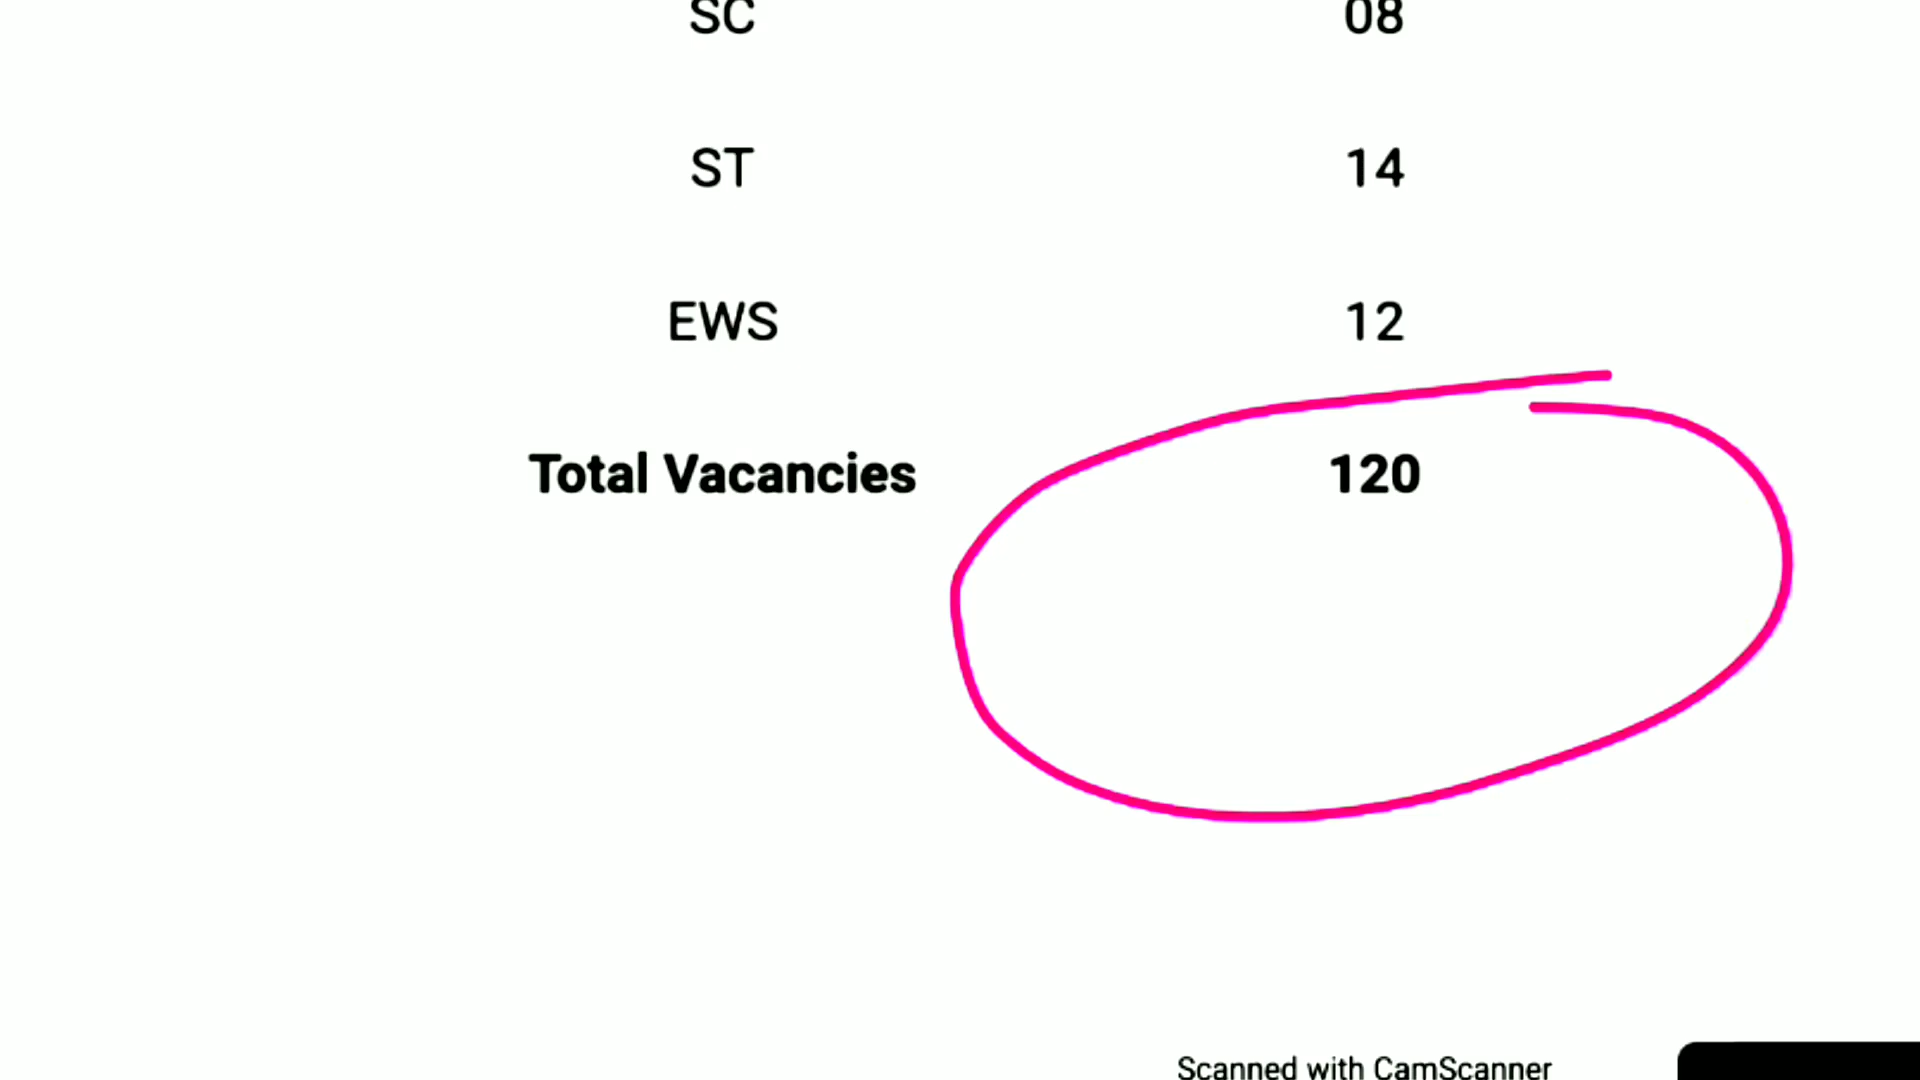 SC 08
ST 14
EWS 12
Total Vacancies 120
Scanned with CamScanner